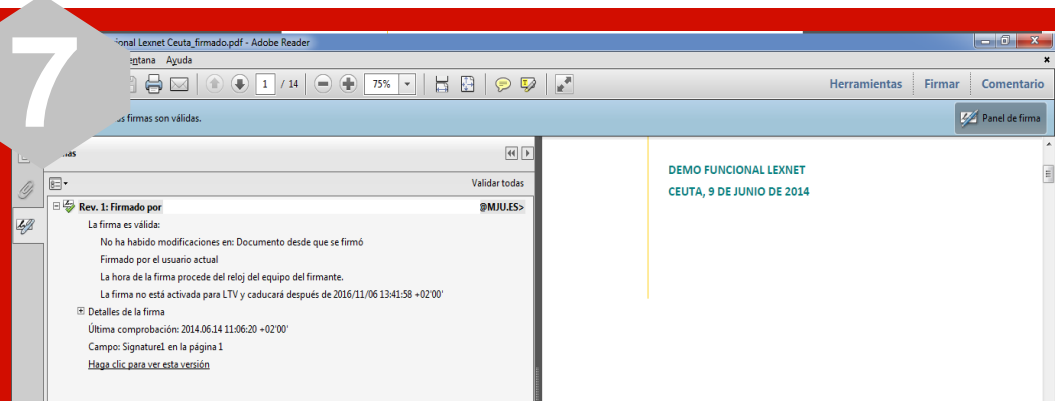 7
ional Lexnet Ceuta_firmado.pdf - Adobe Reader
entana Ayuda
1 / 14 75% Herramientas Firmar Comentario
s firmas son válidas. Panel de firma
Validar todas
Rev. 1: Firmado por @MJU.ES>
La firma es válida:
No ha habido modificaciones en: Documento desde que se firmó
Firmado por el usuario actual
La hora de la firma procede del reloj del equipo del firmante.
La firma no está activada para LTV y caducará después de 2016/11/06 13:41:58 +02'00'
Detalles de la firma
Última comprobación: 2014.06.14 11:06:20 +02'00'
Campo: Signature1 en la página 1
Haga clic para ver esta versión
DEMO FUNCIONAL LEXNET
CEUTA, 9 DE JUNIO DE 2014